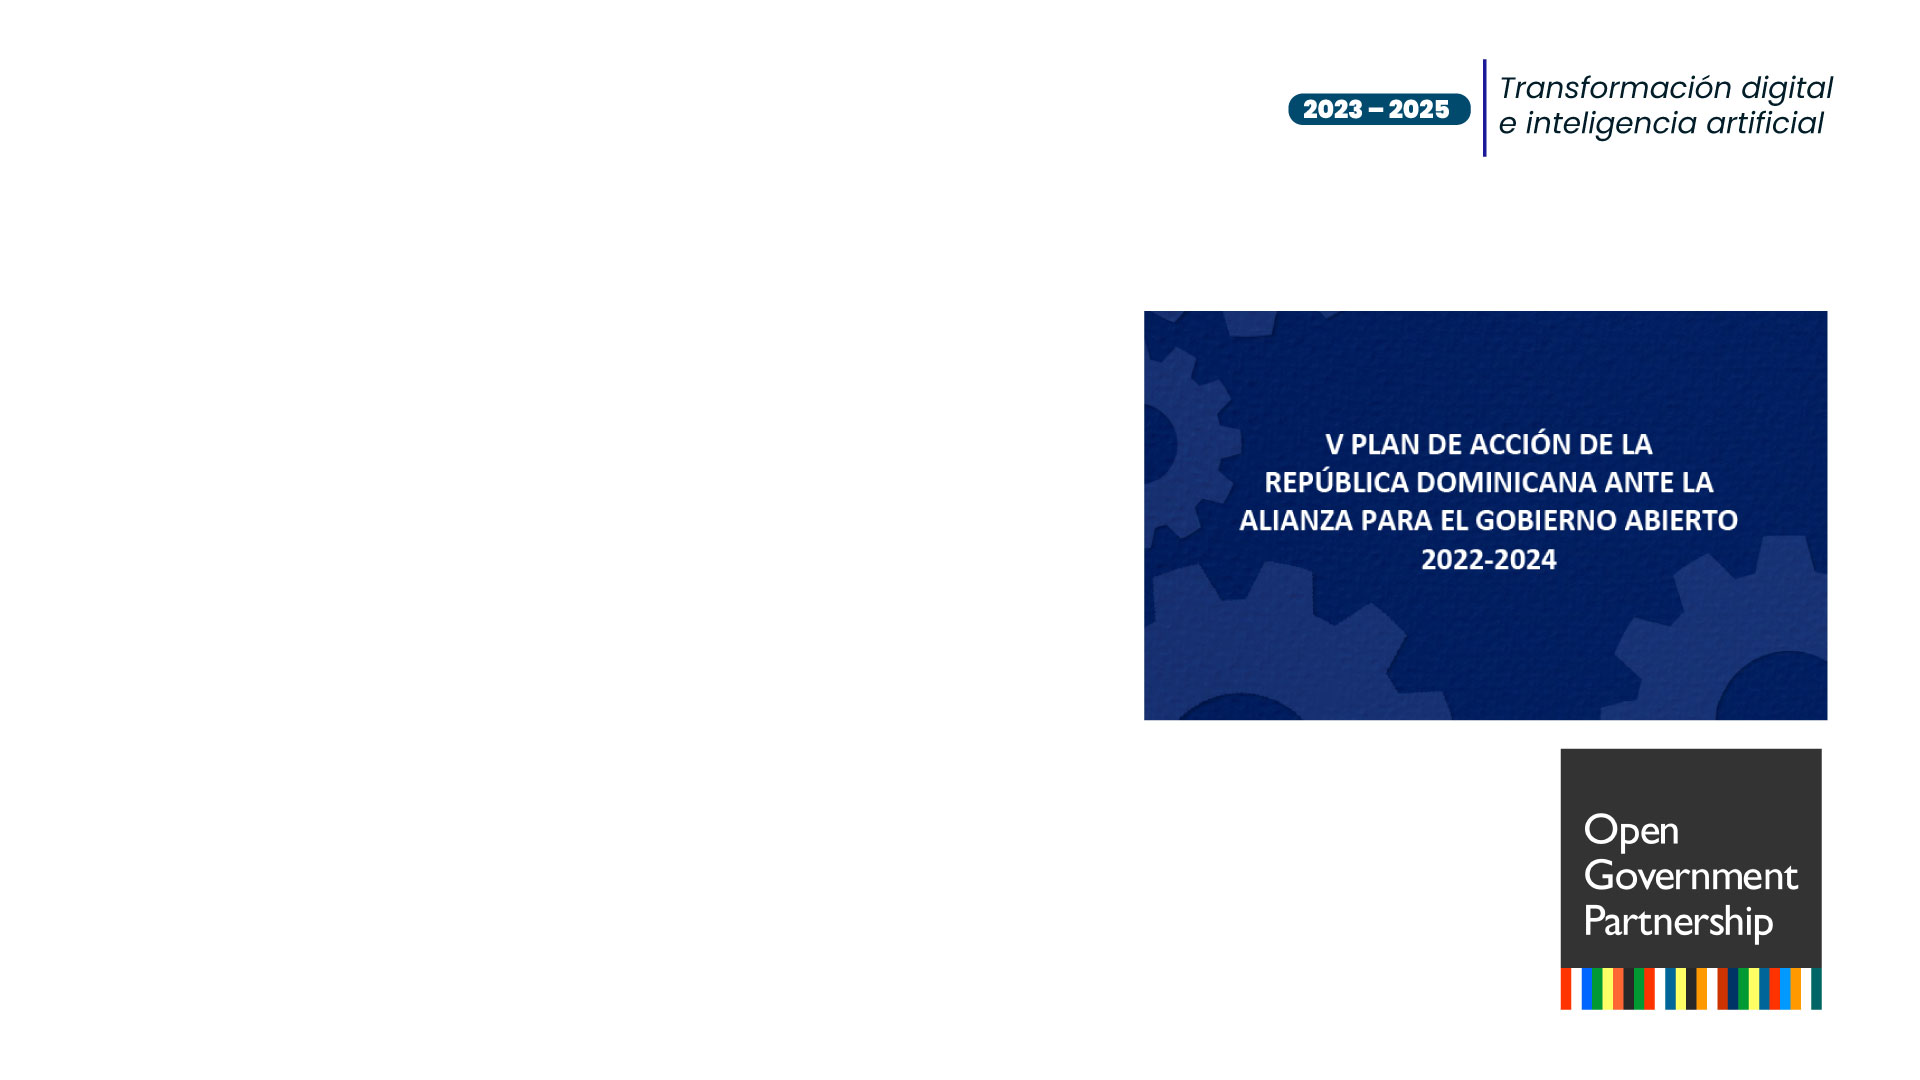 2023 – 2025
Transformación digital
e inteligencia artificial
V PLAN DE ACCIÓN DE LA
REPÚBLICA DOMINICANA ANTE LA
ALIANZA PARA EL GOBIERNO ABIERTO
2022-2024
Open
Government
Partnership